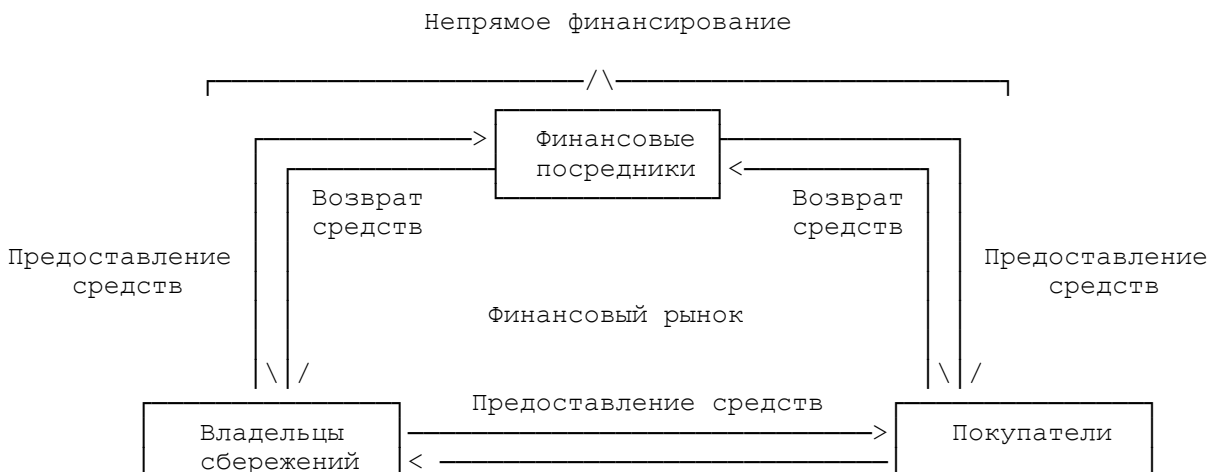 Непрямое финансирование
Финансовые
посредники
Возврат
средств
Возврат
средств
Предоставление
средств
Предоставление
средств
Финансовый рынок
Предоставление средств
Владельцы
сбережений
Покупатели